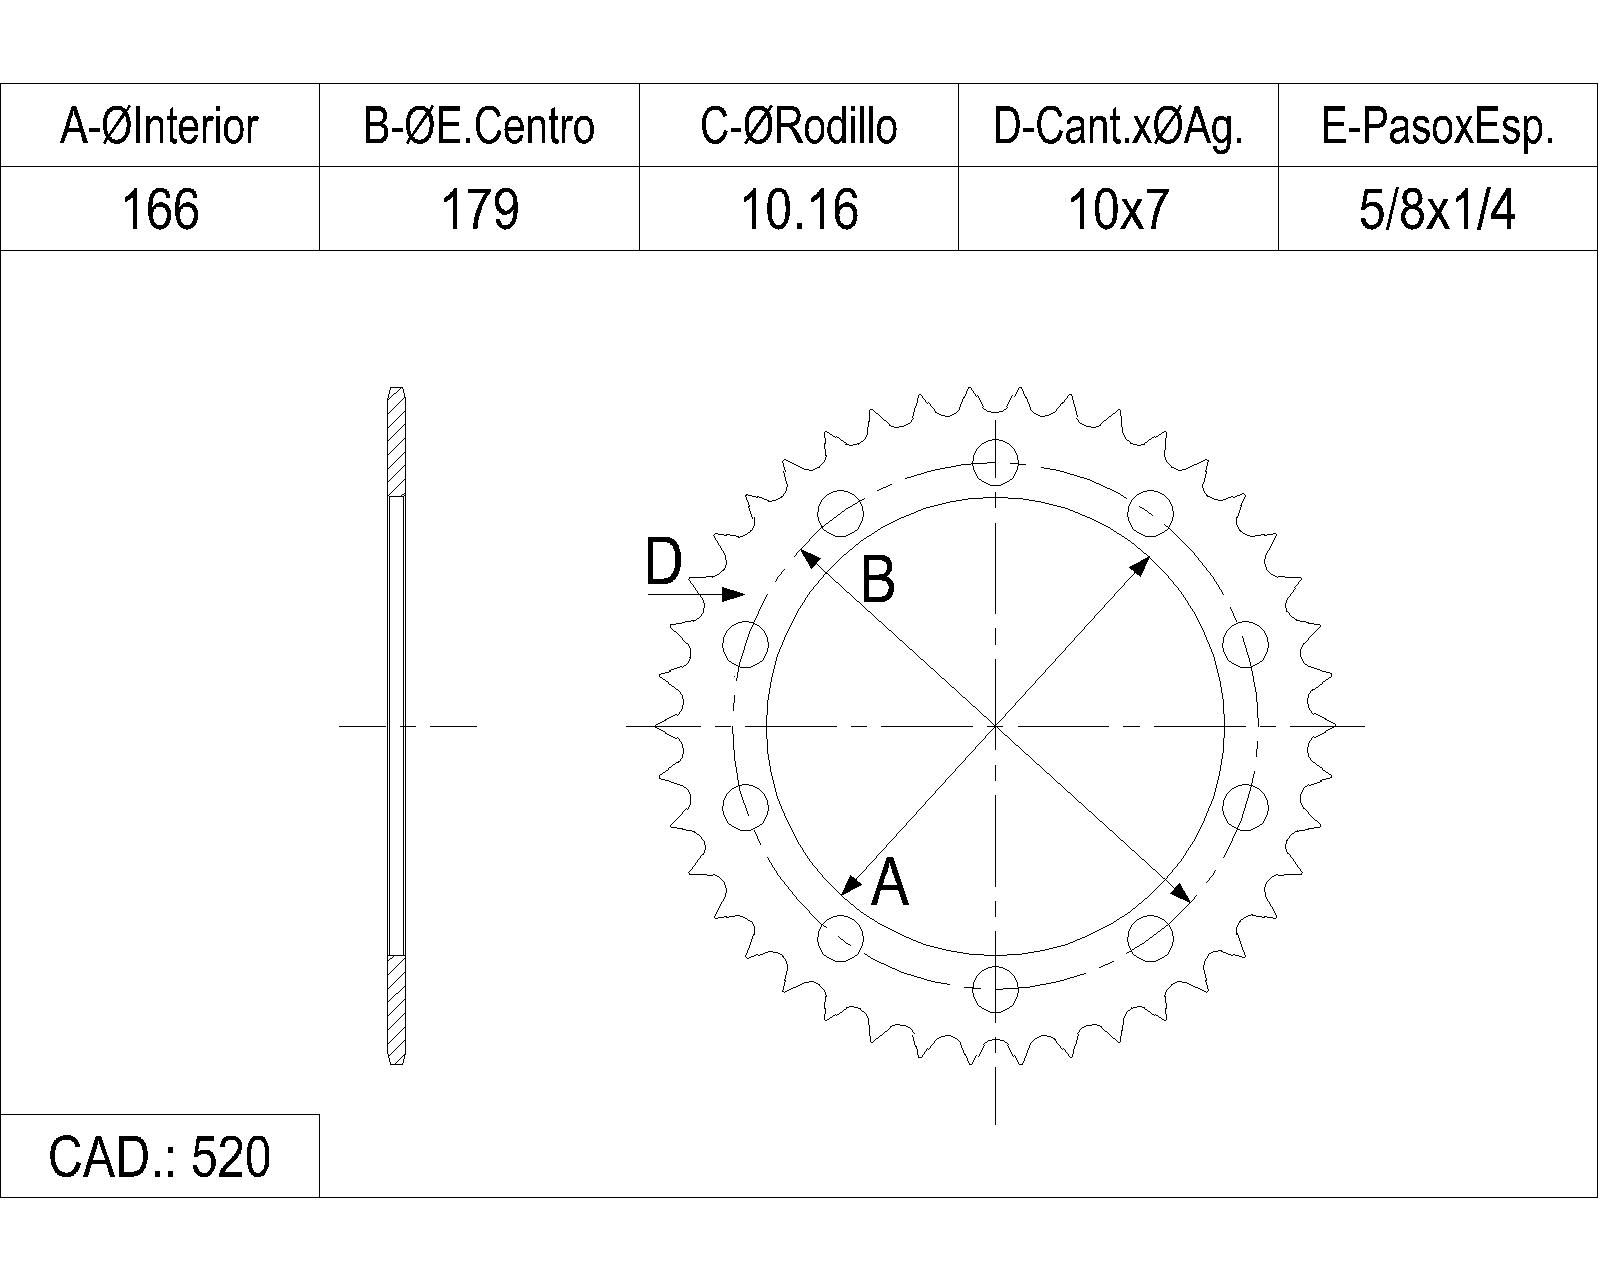 A-ØInterior B-ØE.Centro C-ØRodillo D-Cant.xØAg. E-PasoxEsp.
166 179 10.16 10x7 5/8x1/4
D
B
A
CAD.: 520